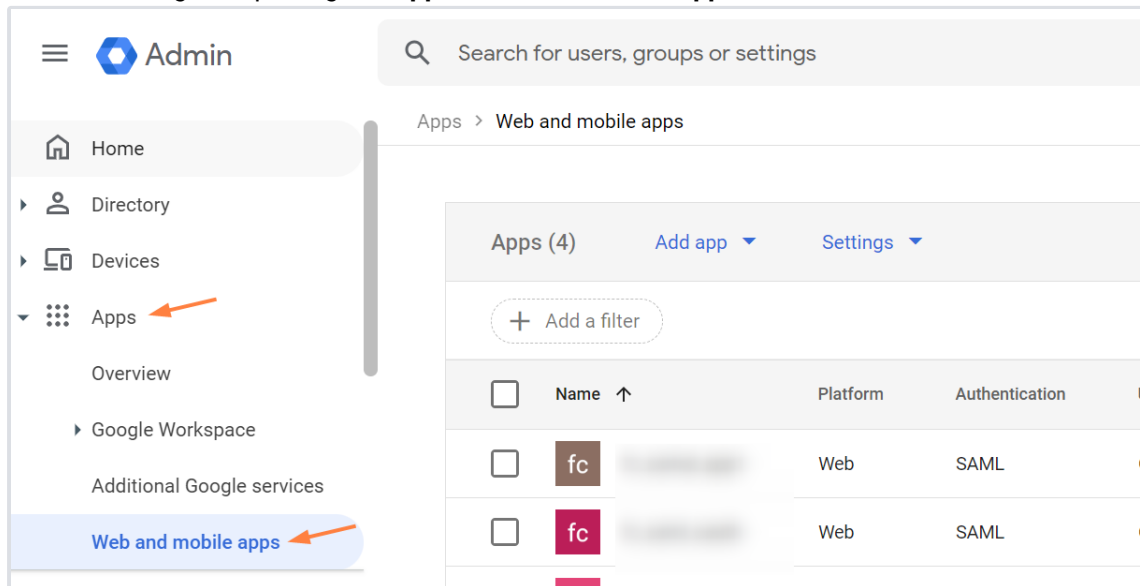 Admin
Search for users, groups or settings
Apps > Web and mobile apps
Home
Directory
Devices
Apps
Overview
Google Workspace
Additional Google services
Web and mobile apps
Apps (4) Add app Settings
+ Add a filter
Name ↑ Platform Authentication
fc Web SAML
fc Web SAML